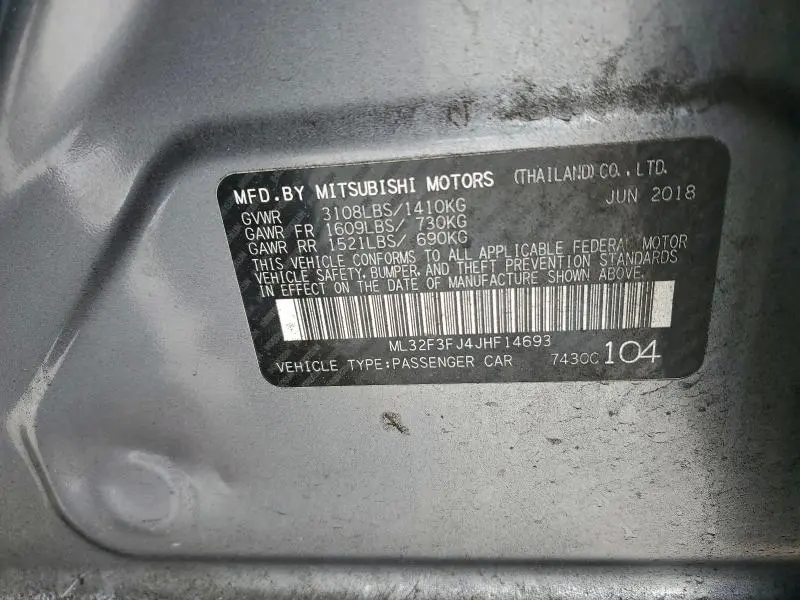 MFD.BY MITSUBISHI MOTORS (THAILAND) CO., LTD.
GVWR 3108LBS/1410KG JUN 2018
GAWR FR 1609LBS/ 730KG
GAWR RR 1521LBS/ 690KG
THIS VEHICLE CONFORMS TO ALL APPLICABLE FEDERAL MOTOR
VEHICLE SAFETY, BUMPER, AND THEFT PREVENTION STANDARDS
IN EFFECT ON THE DATE OF MANUFACTURE SHOWN ABOVE.
ML32F3FJ4JHF14693
VEHICLE TYPE:PASSENGER CAR 7430C 104